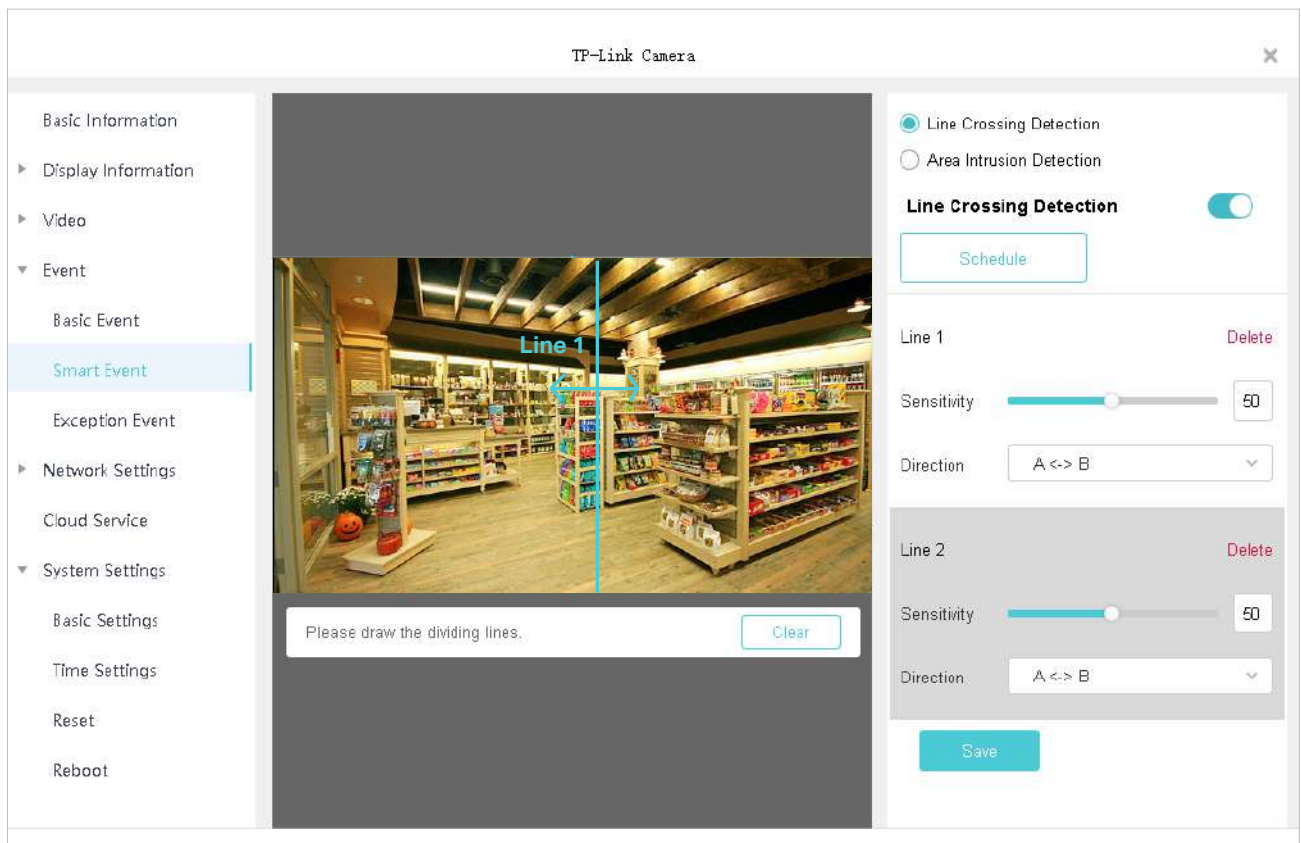 TP-Link Camera
Basic Information
Display Information
Video
Event
Basic Event
Smart Event
Exception Event
Network Settings
Cloud Service
System Settings
Basic Settings
Time Settings
Reset
Reboot
Line 1
Please draw the dividing lines.
Clear
Line Crossing Detection
Area Intrusion Detection
Line Crossing Detection
Schedule
Line 1
Delete
Sensitivity
50
Direction
A <-> B
Line 2
Delete
Sensitivity
50
Direction
A <-> B
Save